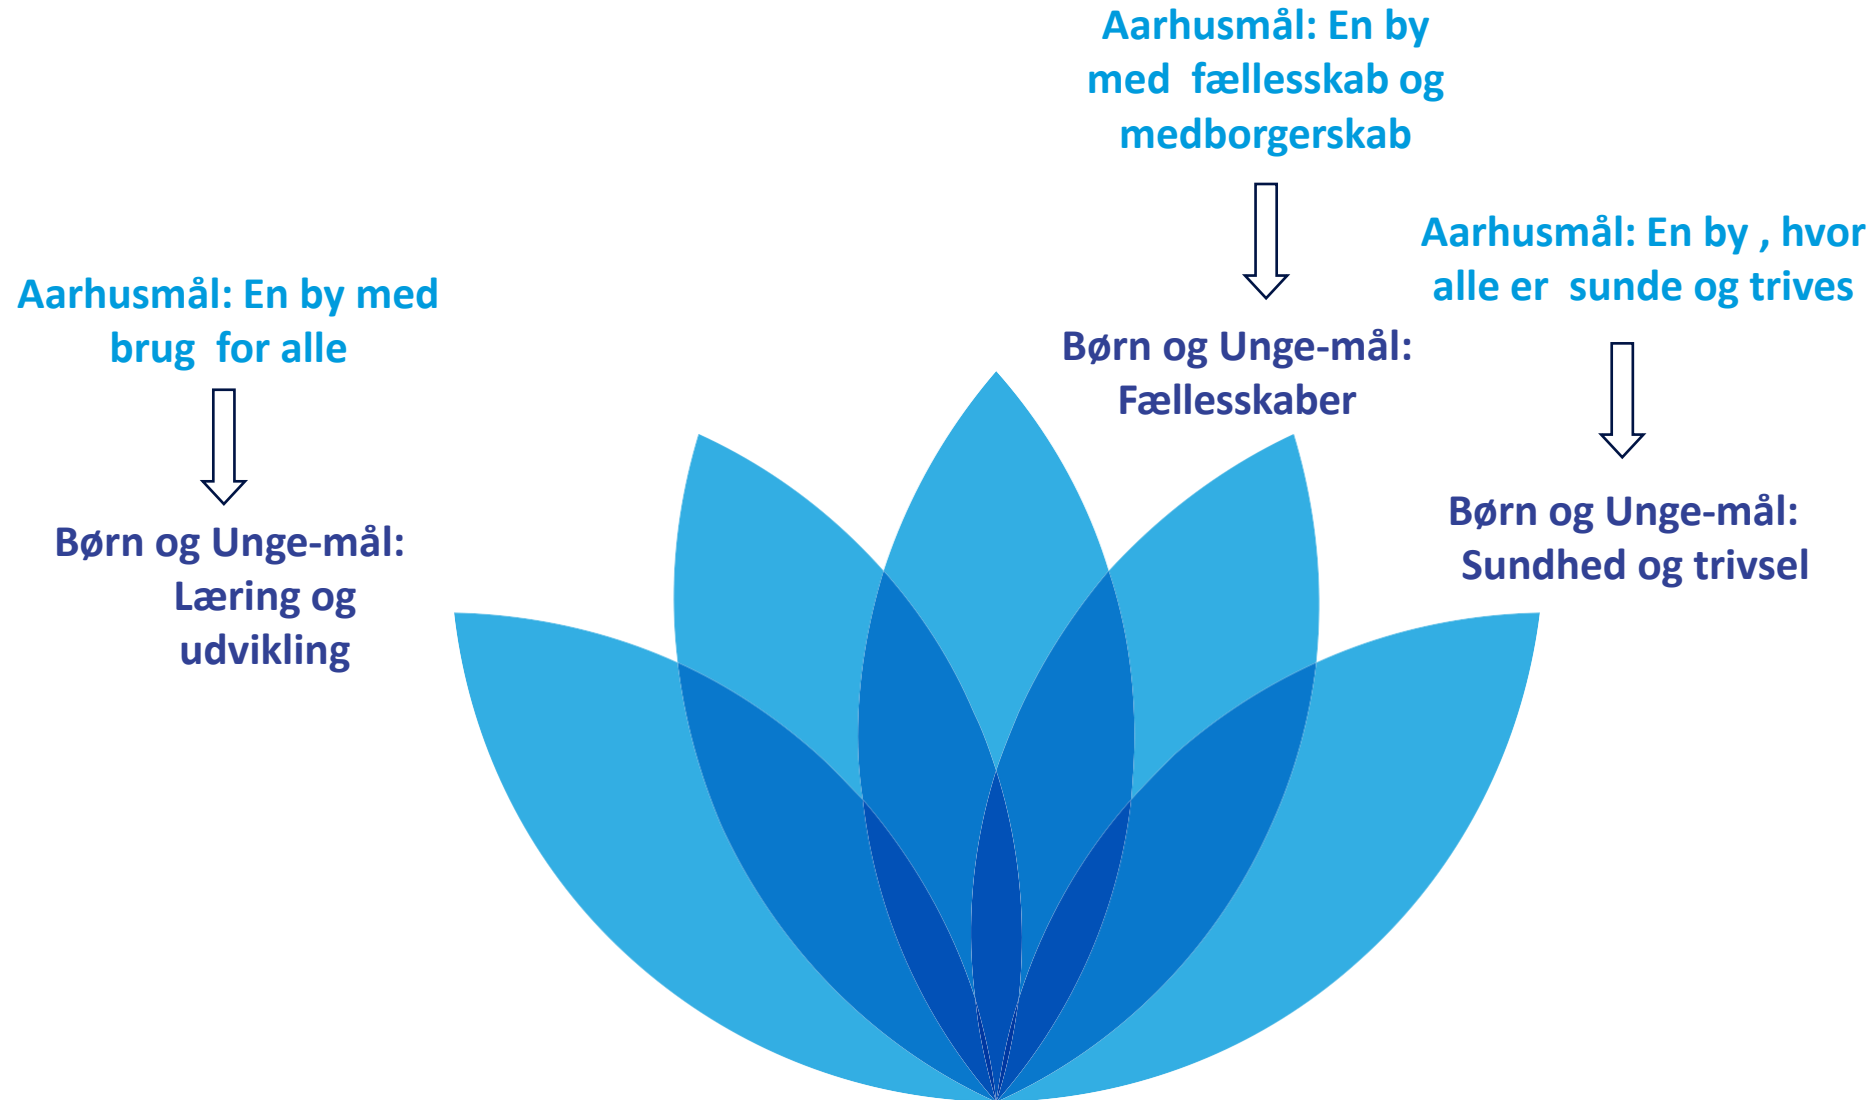 Aarhusmål: En by med
brug for alle
Børn og Unge-mål:
Læring og
udvikling
Aarhusmål: En by
med fællesskab og
medborgerskab
Børn og Unge-mål:
Fællesskaber
Aarhusmål: En by , hvor
alle er sunde og trives
Børn og Unge-mål:
Sundhed og trivsel